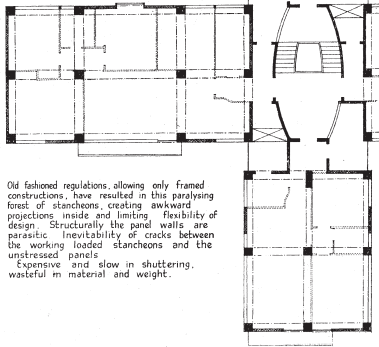 Old fashioned regulations, allowing only framed
constructions, have resulted in this paralysing
forest of stancheons, creating awkward
projections inside and limiting flexibility of
design. Structurally the panel walls are
parasitic Inevitability of cracks between
the working loaded stancheons and the
unstressed panels
Expensive and slow in shuttering,
wasteful in material and weight.